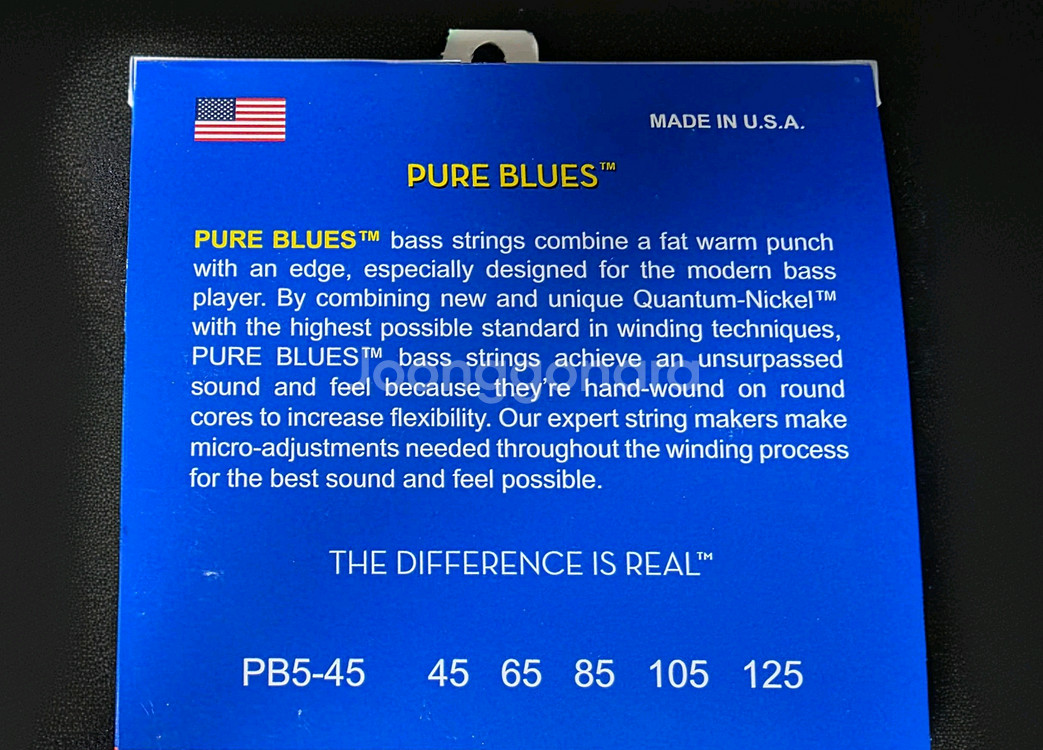 MADE IN U.S.A.
PURE BLUES™
PURE BLUES™ bass strings combine a fat warm punch
with an edge, especially designed for the modern bass
player. By combining new and unique Quantum-Nickel™
with the highest possible standard in winding techniques,
PURE BLUES™ bass strings achieve an unsurpassed
Joonggonara
sound and feel because they're hand-wound on round
cores to increase flexibility. Our expert string makers make
micro-adjustments needed throughout the winding process
for the best sound and feel possible.
THE DIFFERENCE IS REAL™
PB5-45 45 65 85 105 125